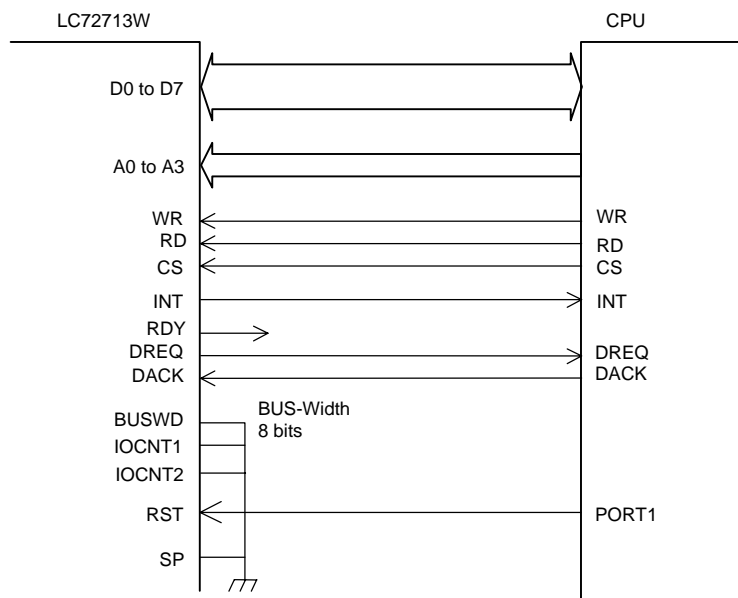 LC72713W CPU
D0 to D7
A0 to A3
WR WR
RD RD
CS CS
INT INT
RDY
DREQ DREQ
DACK DACK
BUSWD BUS-Width
8 bits
IOCNT1
IOCNT2
RST PORT1
SP